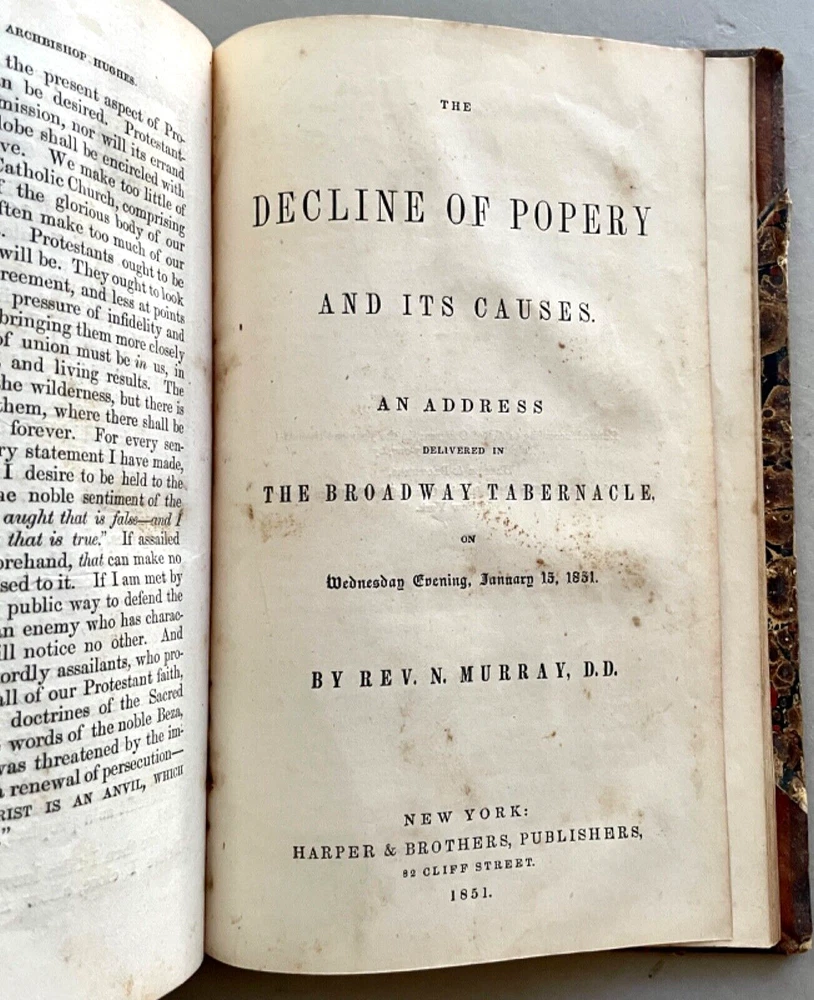 ARCHBISHOP HUGHES.
the present aspect of Pro-
n be desired. Protestant-
mission, nor will its errand
lobe shall be encircled with
ve. We make too little of
Catholic Church, comprising
f the glorious body of our
ften make too much of our
. Protestants ought to be
will be. They ought to look
reement, and less at points
pressure of infidelity and
bringing them more closely
of union must be in us, in
and living results. The
he wilderness, but there is
them, where there shall be
forever. For every sen-
ry statement I have made,
I desire to be held to the
he noble sentiment of the
aught that is false—and I
that is true." If assailed
orehand, that can make no
sed to it. If I am met by
public way to defend the
n enemy who has charac-
ll notice no other. And
ordly assailants, who pro-
all of our Protestant faith,
doctrines of the Sacred
words of the noble Beza,
was threatened by the im-
a renewal of persecution—
RIST IS AN ANVIL, WHICH
."
THE
DECLINE OF POPERY
AND ITS CAUSES.
AN ADDRESS
DELIVERED IN
THE BROADWAY TABERNACLE,
ON
Wednesday Evening, January 15, 1851.
BY REV. N. MURRAY, D.D.
NEW YORK:
HARPER & BROTHERS, PUBLISHERS,
82 CLIFF STREET.
1851.